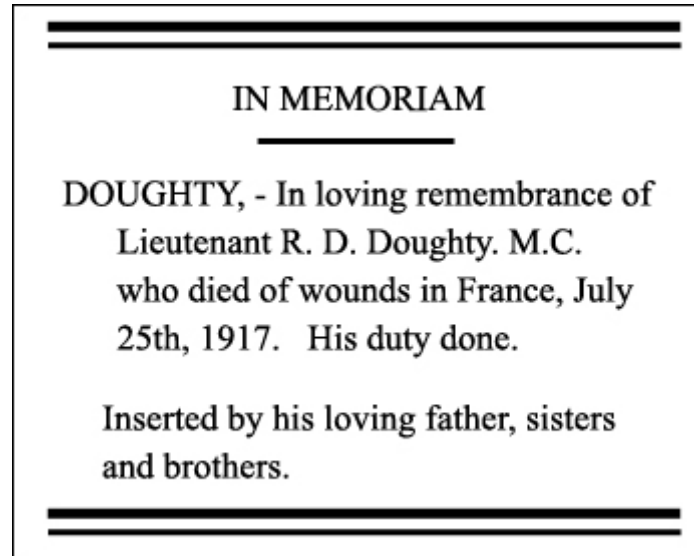 IN MEMORIAM
DOUGHTY, - In loving remembrance of
Lieutenant R. D. Doughty. M.C.
who died of wounds in France, July
25th, 1917. His duty done.
Inserted by his loving father, sisters
and brothers.